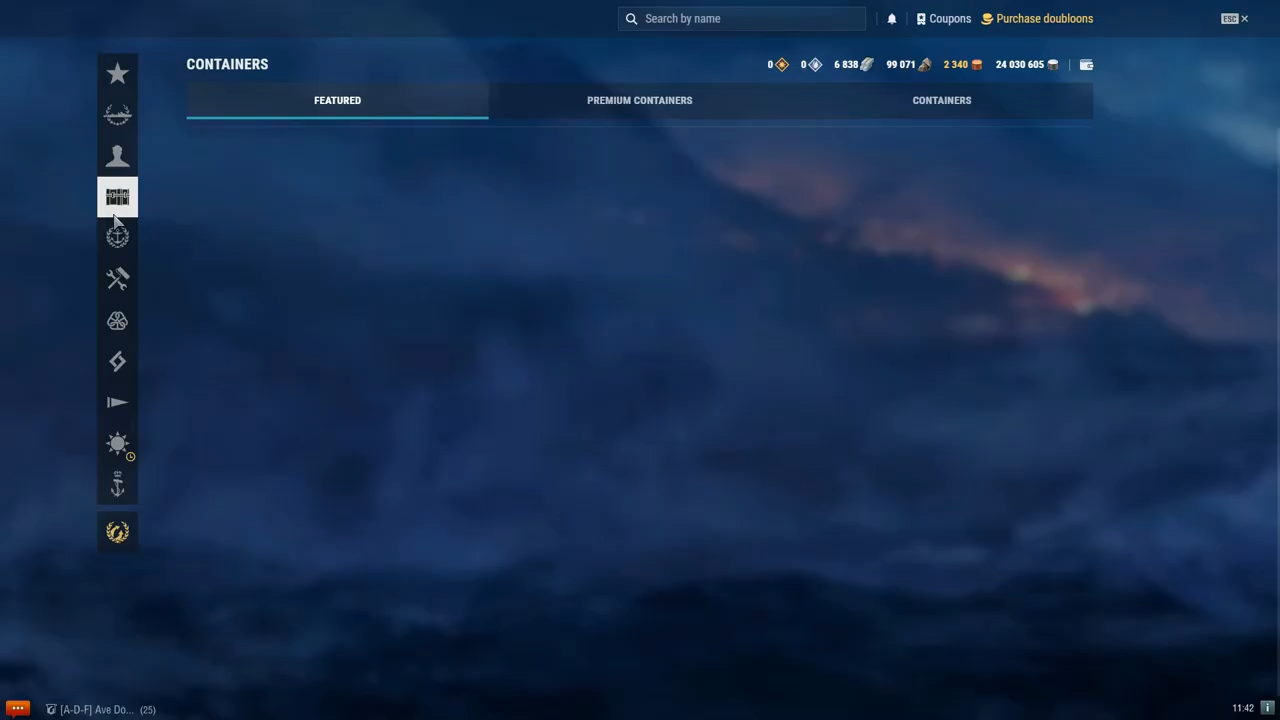 Search by name
Coupons
Purchase doubloons
ESC ×
CONTAINERS
0 0 6 838 99 071 2 340 24 030 605
FEATURED
PREMIUM CONTAINERS
CONTAINERS
[A-D-F] Ave Do... (25)
11:42